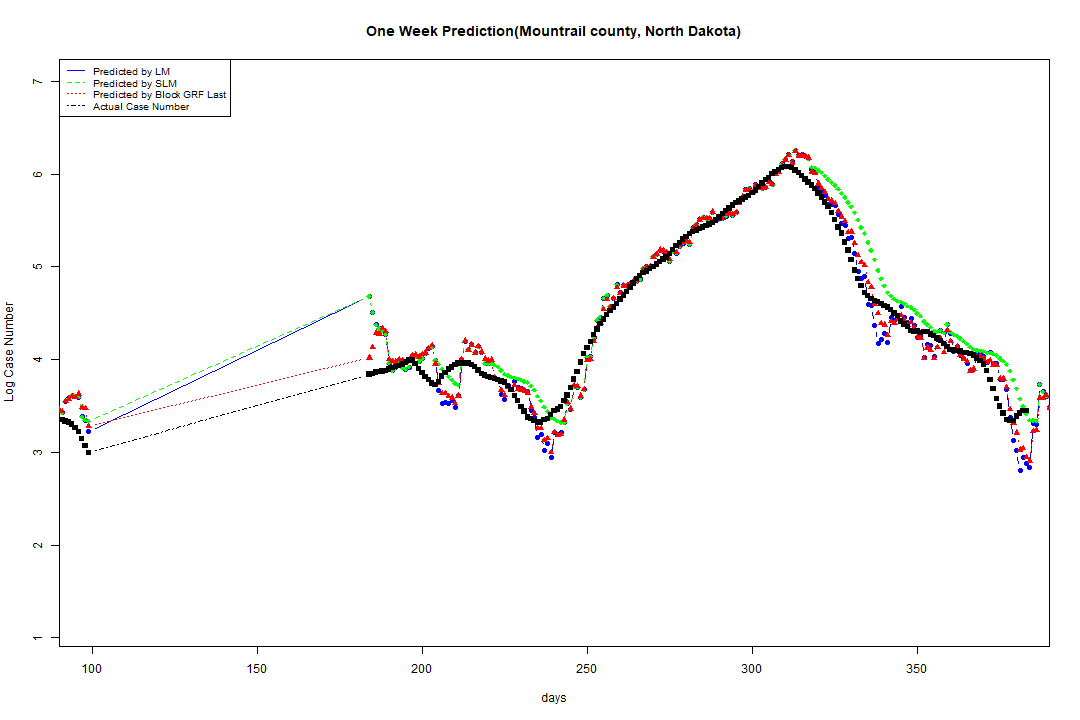 One Week Prediction(Mountrail county, North Dakota)
Predicted by LM
Predicted by SLM
Predicted by Block GRF Last
Actual Case Number
7
6
5
4
3
2
1
Log Case Number
100 150 200 250 300 350
days